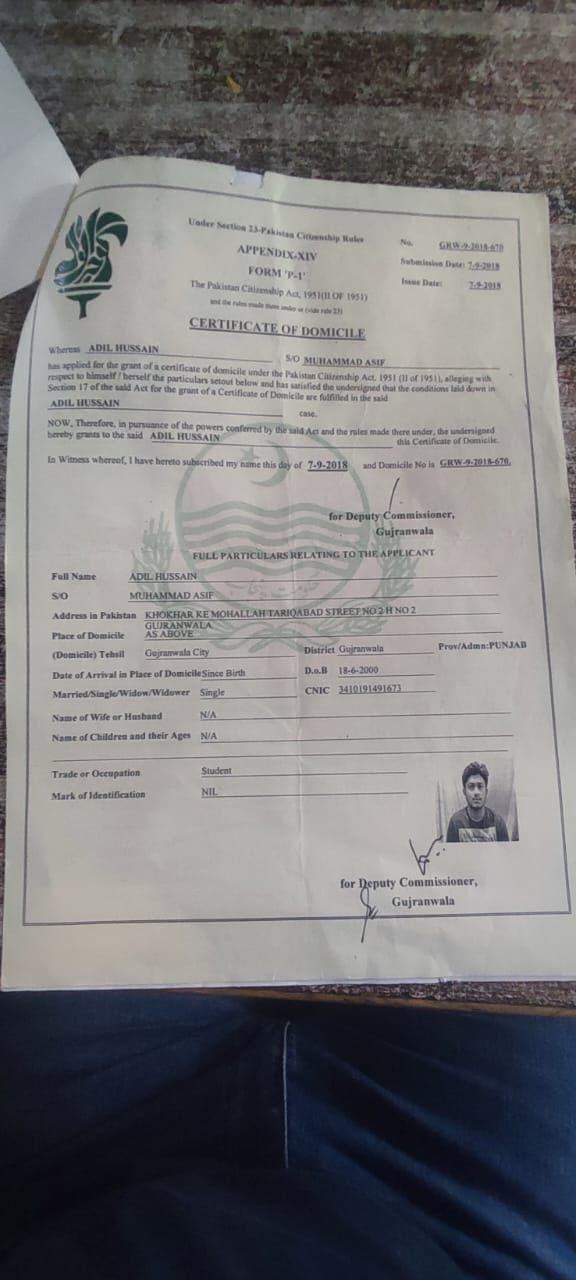 Under Section 23-Pakistan Citizenship Rules
APPENDIX-XIV
FORM 'P-1'
The Pakistan Citizenship Act, 1951(II OF 1951)
and the rules made there under or (vide rule 23)
CERTIFICATE OF DOMICILE
No. GRW-9-2018-670
Submission Date: 7-9-2018
Issue Date: 7-9-2018
Whereas ADIL HUSSAIN S/O MUHAMMAD ASIF
has applied for the grant of a certificate of domicile under the Pakistan Citizenship Act, 1951 (II of 1951), alleging with
respect to himself / herself the particulars setout below and has satisfied the undersigned that the conditions laid down in
Section 17 of the said Act for the grant of a Certificate of Domicile are fulfilled in the said
ADIL HUSSAIN case.
NOW, Therefore, in pursuance of the powers conferred by the said Act and the rules made there under, the undersigned
hereby grants to the said ADIL HUSSAIN this Certificate of Domicile.
In Witness whereof, I have hereto subscribed my name this day of 7-9-2018 and Domicile No is GRW-9-2018-670.
for Deputy Commissioner,
Gujranwala
FULL PARTICULARS RELATING TO THE APPLICANT
Full Name ADIL HUSSAIN
S/O MUHAMMAD ASIF
Address in Pakistan KHOKHAR KE MOHALLAH TARIQABAD STREET NO 2 H NO 2
GUJRANWALA
Place of Domicile AS ABOVE
(Domicile) Tehsil Gujranwala City District Gujranwala Prov/Admn:PUNJAB
Date of Arrival in Place of Domicile Since Birth D.o.B 18-6-2000
Married/Single/Widow/Widower Single CNIC 3410191491673
Name of Wife or Husband N/A
Name of Children and their Ages N/A
Trade or Occupation Student
Mark of Identification NIL
for Deputy Commissioner,
Gujranwala